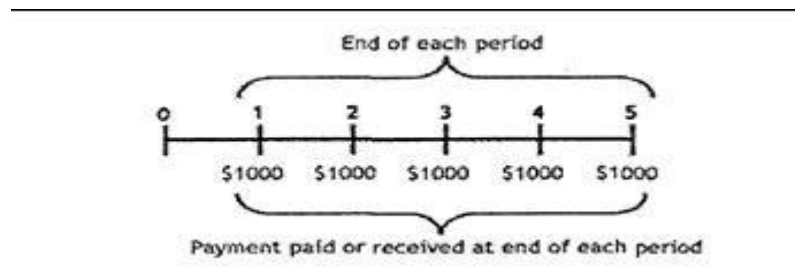 End of each period
0 1 2 3 4 5
$1000 $1000 $1000 $1000 $1000
Payment paid or received at end of each period